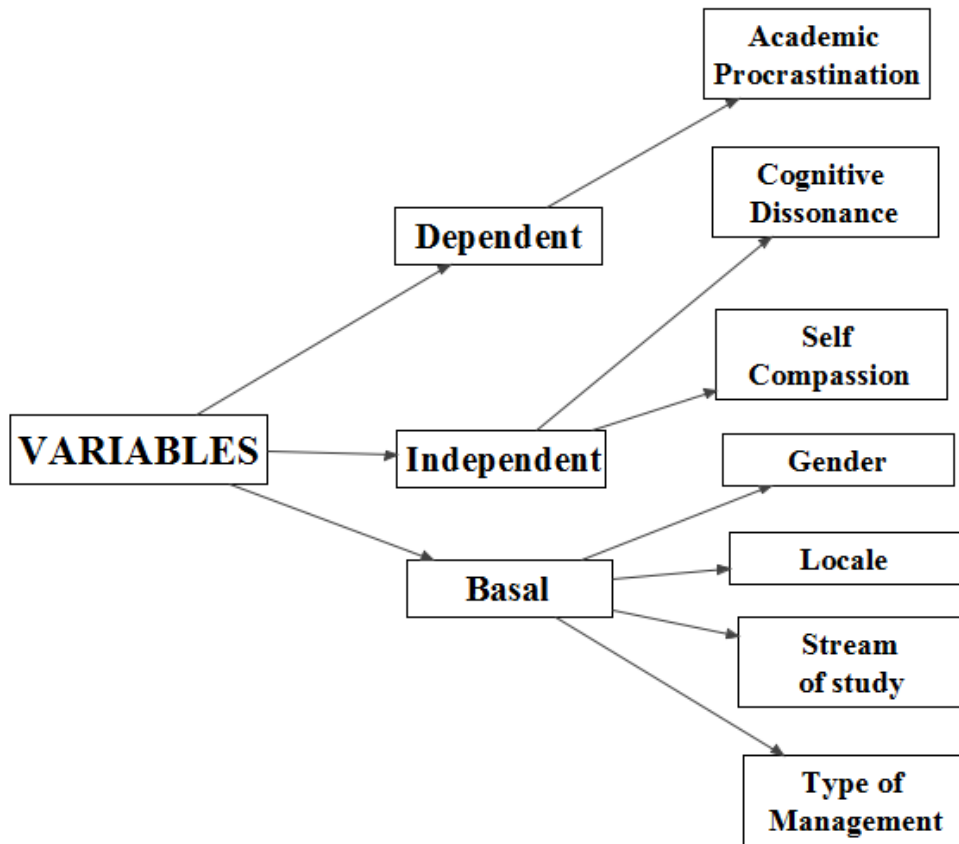 Academic
Procrastination
Cognitive
Dissonance
Dependent
Self
Compassion
VARIABLES
Independent
Gender
Locale
Basal
Stream
of study
Type of
Management